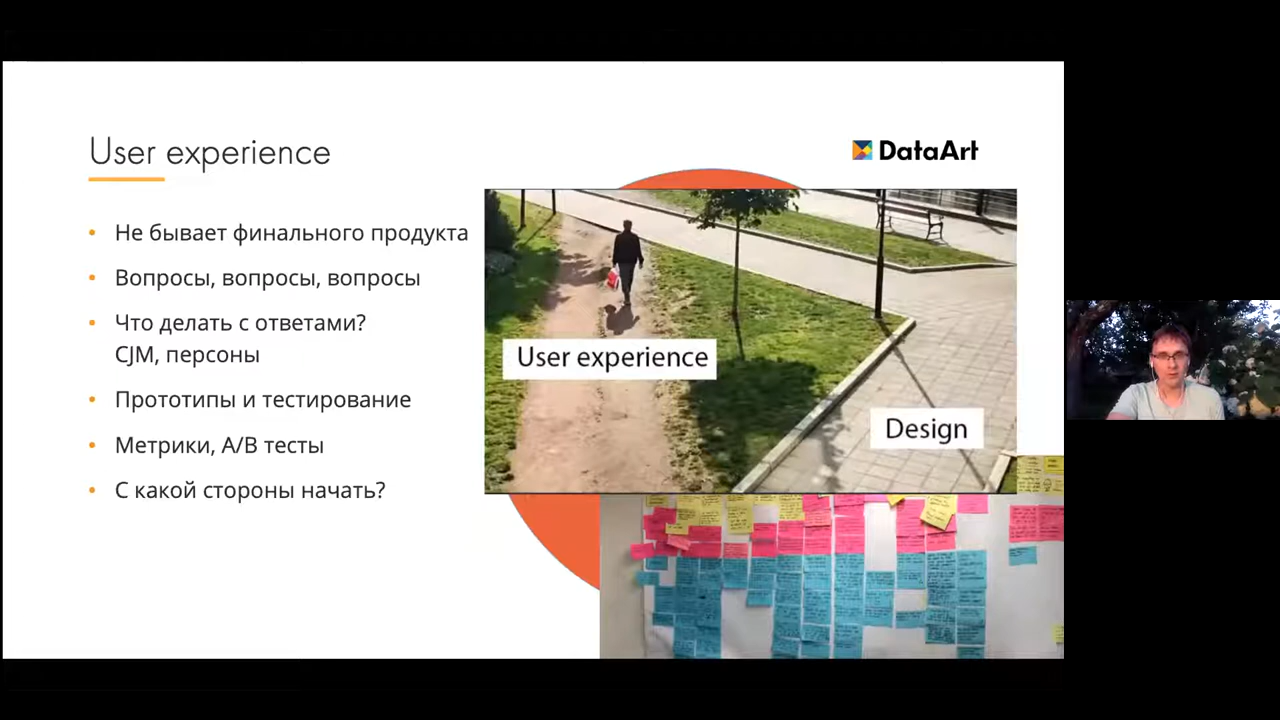 User experience
DataArt
Не бывает финального продукта
Вопросы, вопросы, вопросы
Что делать с ответами?
CJM, персоны
Прототипы и тестирование
Метрики, A/B тесты
С какой стороны начать?
User experience
Design